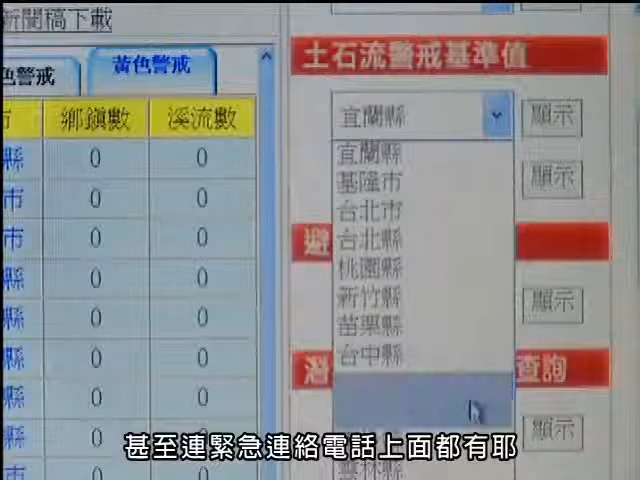 新聞稿下載
色警戒
黃色警戒
市 鄉鎮數 溪流數
縣 0 0
市 0 0
市 0 0
縣 0 0
縣 0 0
縣 0 0
縣 0 0
縣 0
市 0 0
土石流警戒基準值
宜蘭縣 顯示
宜蘭縣
基隆市
台北市
台北縣
桃園縣
新竹縣
苗栗縣
台中縣
雲林縣
顯示
避
顯示
查詢
顯示
甚至連緊急連絡電話上面都有耶